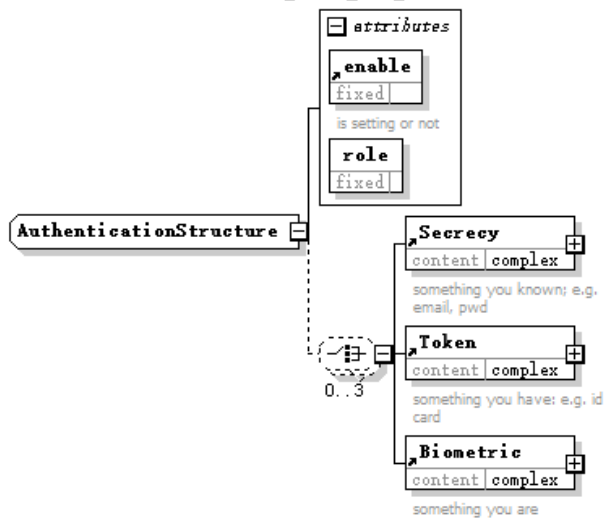 attributes
enable
fixed
is setting or not
role
fixed
AuthenticationStructure
Secrecy
content complex
something you known; e.g.
email, pwd
0..3
Token
content complex
something you have: e.g. id
card
Biometric
content complex
something you are